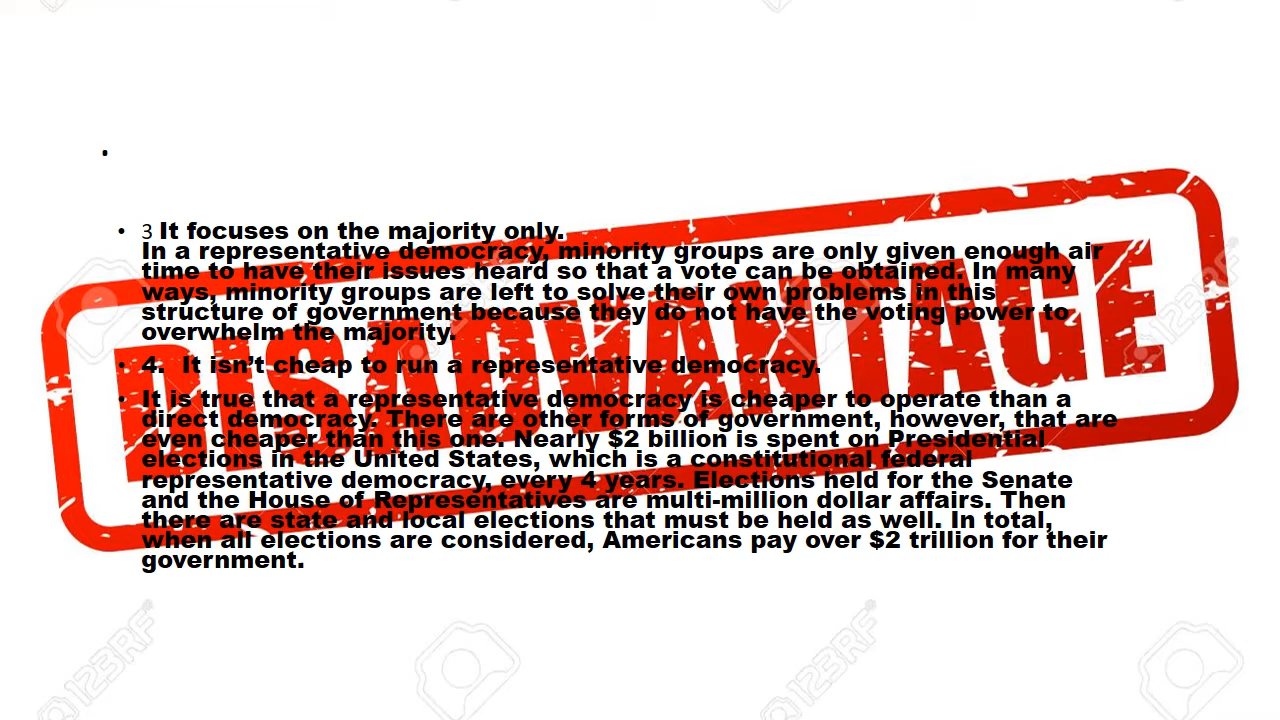 •
• 3 It focuses on the majority only.
In a representative democracy, minority groups are only given enough air
time to have their issues heard so that a vote can be obtained. In many
ways, minority groups are left to solve their own problems in this
structure of government because they do not have the voting power to
overwhelm the majority.
• 4. It isn’t cheap to run a representative democracy.
• It is true that a representative democracy is cheaper to operate than a
direct democracy. There are other forms of government, however, that are
even cheaper than this one. Nearly $2 billion is spent on Presidential
elections in the United States, which is a constitutional federal
representative democracy, every 4 years. Elections held for the Senate
and the House of Representatives are multi-million dollar affairs. Then
there are state and local elections that must be held as well. In total,
when all elections are considered, Americans pay over $2 trillion for their
government.
DISADVANTAGE
123RF
123RF
123RF
123RF